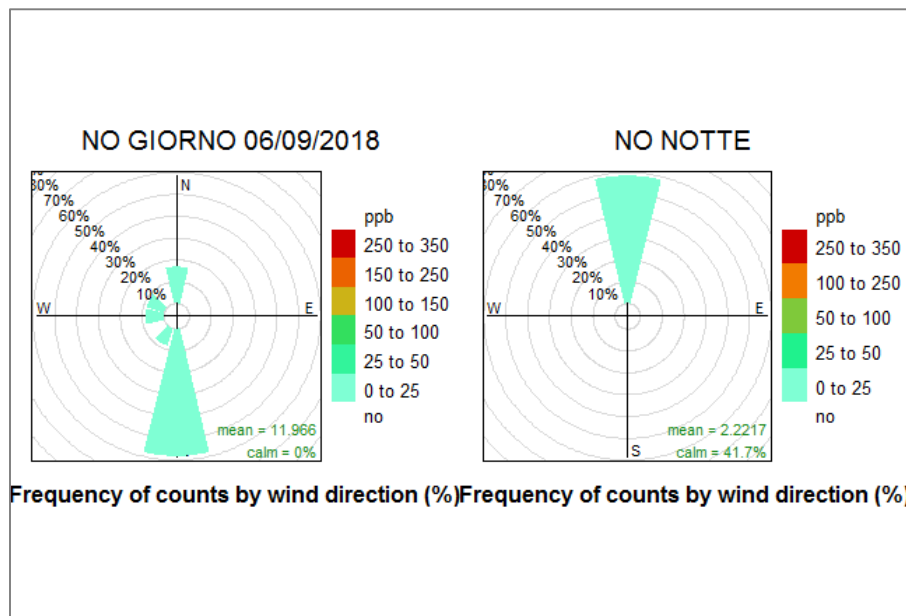 NO GIORNO 06/09/2018
80%
70%
60%
50%
40%
30%
20%
10%
N
W
E
mean = 11.966
calm = 0%
ppb
250 to 350
150 to 250
100 to 150
50 to 100
25 to 50
0 to 25
no
Frequency of counts by wind direction (%)
NO NOTTE
80%
70%
60%
50%
40%
30%
20%
10%
W
E
S
mean = 2.2217
calm = 41.7%
ppb
250 to 350
100 to 250
50 to 100
25 to 50
0 to 25
no
Frequency of counts by wind direction (%)